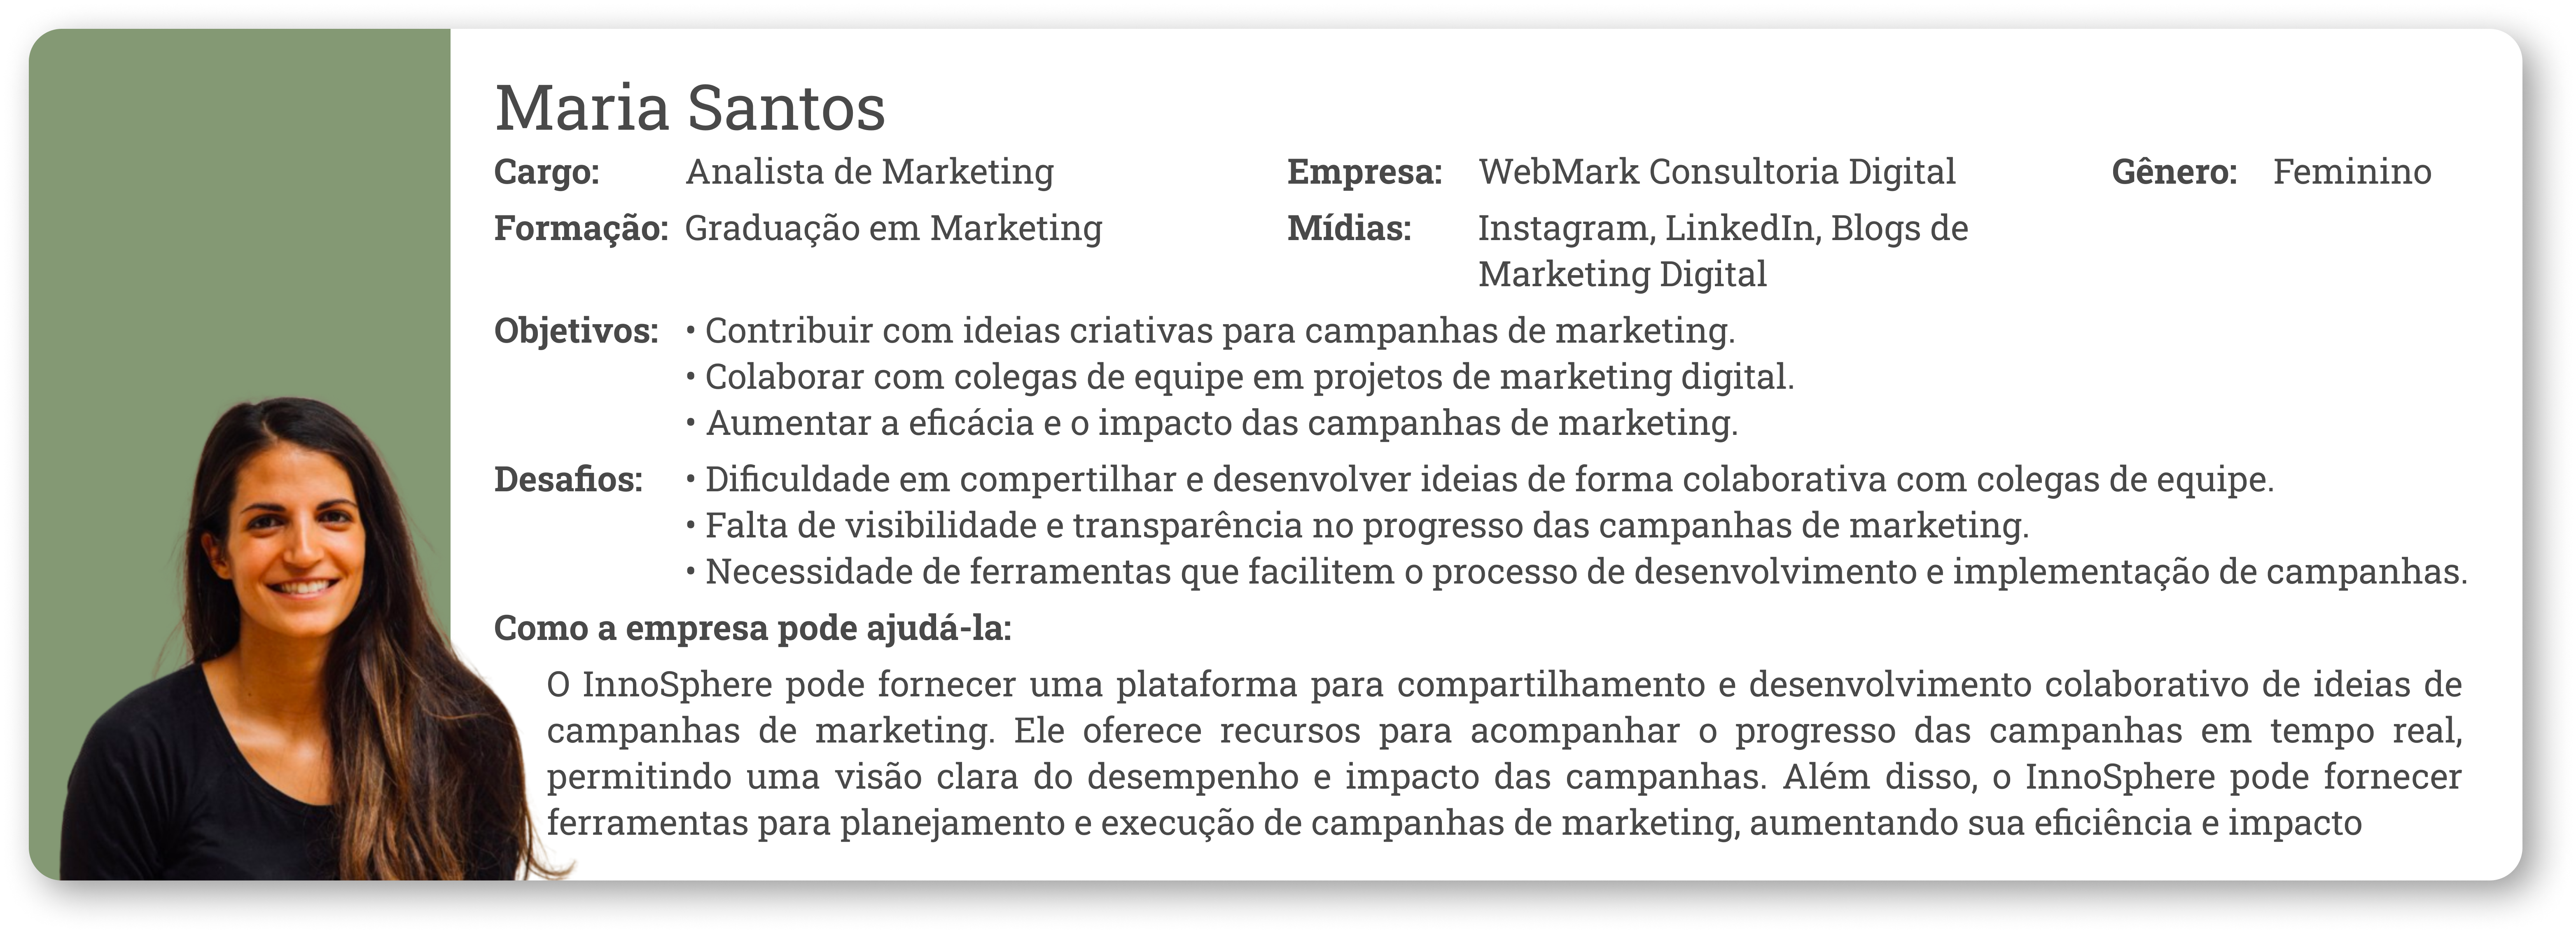 Maria Santos
Cargo: Analista de Marketing Empresa: WebMark Consultoria Digital Gênero: Feminino
Formação: Graduação em Marketing Mídias: Instagram, LinkedIn, Blogs de
Marketing Digital
Objetivos: • Contribuir com ideias criativas para campanhas de marketing.
• Colaborar com colegas de equipe em projetos de marketing digital.
• Aumentar a eficácia e o impacto das campanhas de marketing.
Desafios: • Dificuldade em compertilhar e desenvolver ideias de forma colaborativa com colegas de equipe.
• Falta de visibilidade e transparência no progresso das campanhas de marketing.
• Necessidade de ferramentas que facilitem o processo de desenvolvimento e implementação de campanhas.
Como a empresa pode ajudá-la:
O InnoSphere pode fornecer uma plataforma para compartilhamento e desenvolvimento colaborativo de ideias de
campanhas de marketing. Ele oferece recursos para acompanhar o progresso das campanhas em tempo real,
permitindo uma visão clara do desempenho e impacto das campanhas. Além disso, o InnoSphere pode fornecer
ferramentas para planejamento e execução de campanhas de marketing, aumentando sua eficiência e impacto